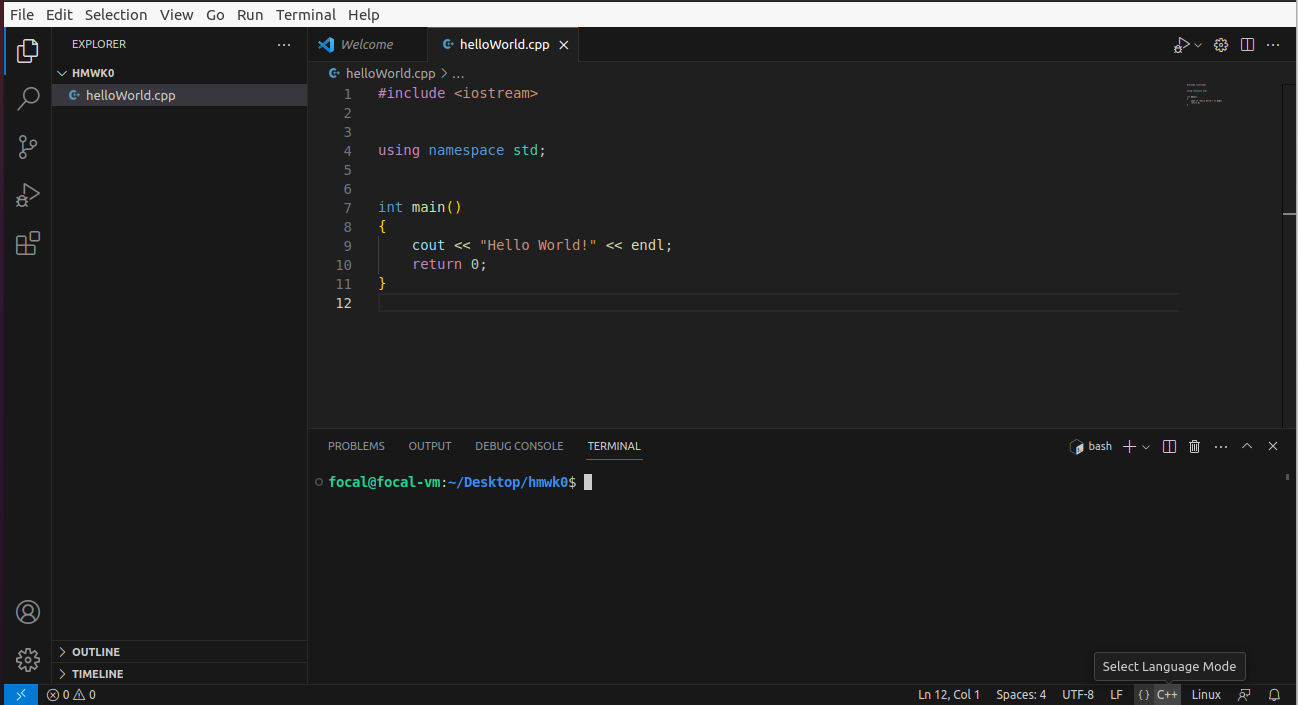 File Edit Selection View Go Run Terminal Help
EXPLORER
HMWK0
helloWorld.cpp
OUTLINE
TIMELINE
Welcome helloWorld.cpp
helloWorld.cpp > ...
1 #include <iostream>
2
3
4 using namespace std;
5
6
7 int main()
8 {
9 cout << "Hello World!" << endl;
10 return 0;
11 }
12
PROBLEMS OUTPUT DEBUG CONSOLE TERMINAL bash
focal@focal-vm:~/Desktop/hmwk0$
Select Language Mode
0 0 Ln 12, Col 1 Spaces: 4 UTF-8 LF {} C++ Linux